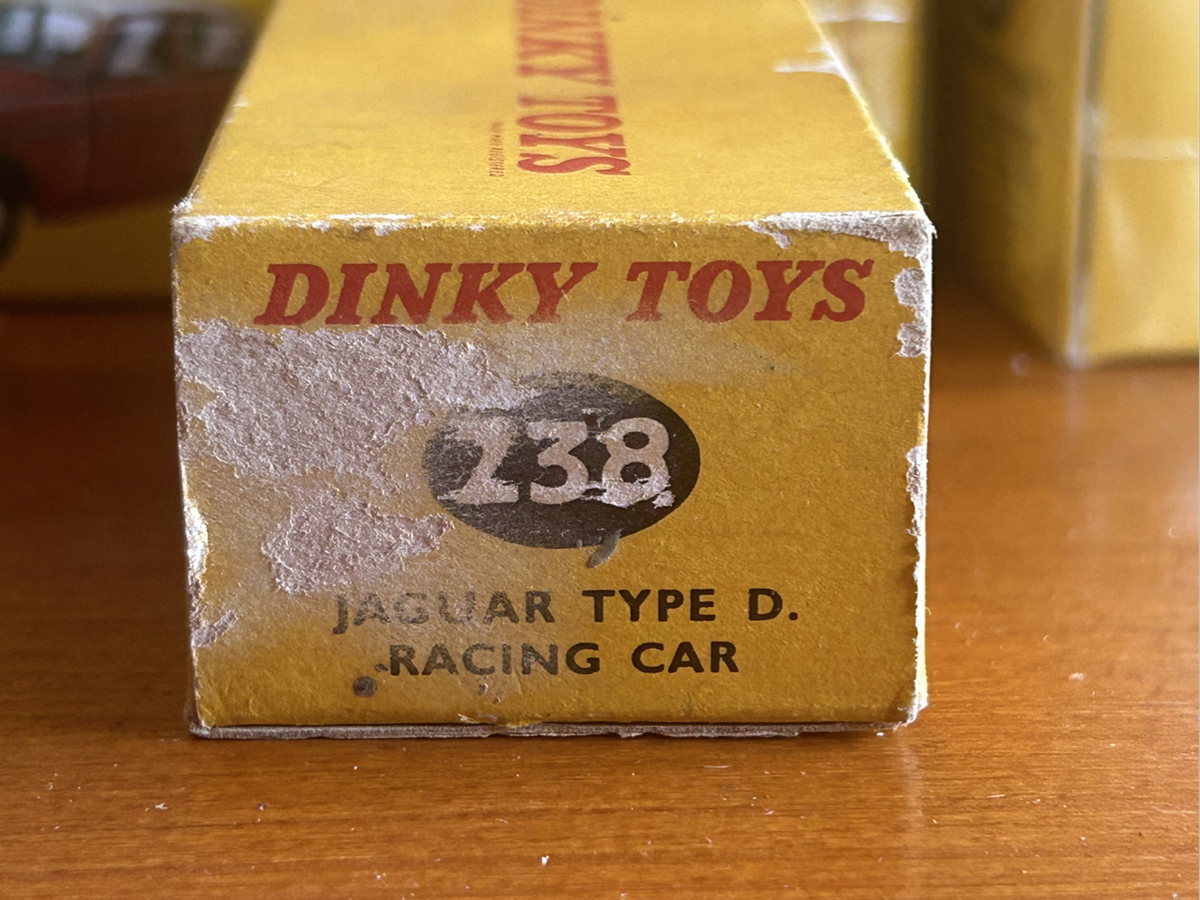 DINKY TOYS
DINKY TOYS
238
JAGUAR TYPE D.
RACING CAR